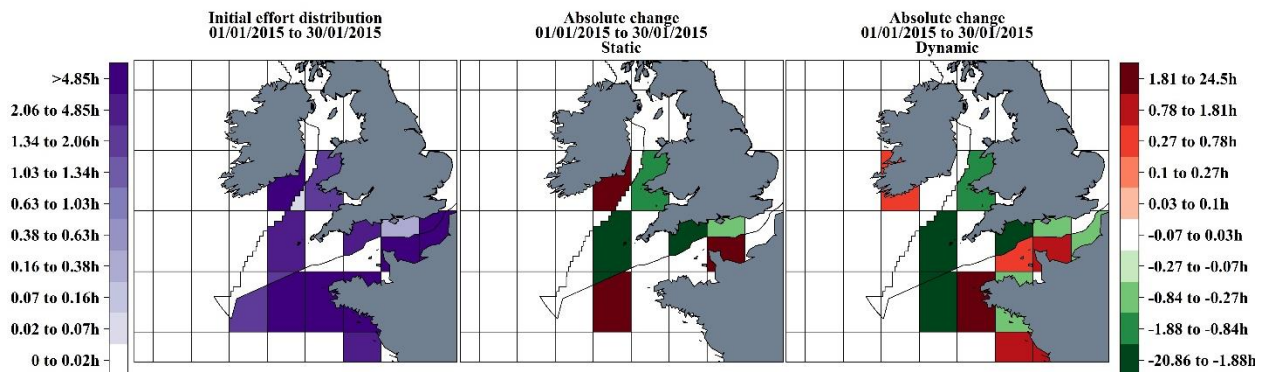 Initial effort distribution
01/01/2015 to 30/01/2015
Absolute change
01/01/2015 to 30/01/2015
Static
Absolute change
01/01/2015 to 30/01/2015
Dynamic
>4.85h
2.06 to 4.85h
1.34 to 2.06h
1.03 to 1.34h
0.63 to 1.03h
0.38 to 0.63h
0.16 to 0.38h
0.07 to 0.16h
0.02 to 0.07h
0 to 0.02h
1.81 to 24.5h
0.78 to 1.81h
0.27 to 0.78h
0.1 to 0.27h
0.03 to 0.1h
-0.07 to 0.03h
-0.27 to -0.07h
-0.84 to -0.27h
-1.88 to -0.84h
-20.86 to -1.88h